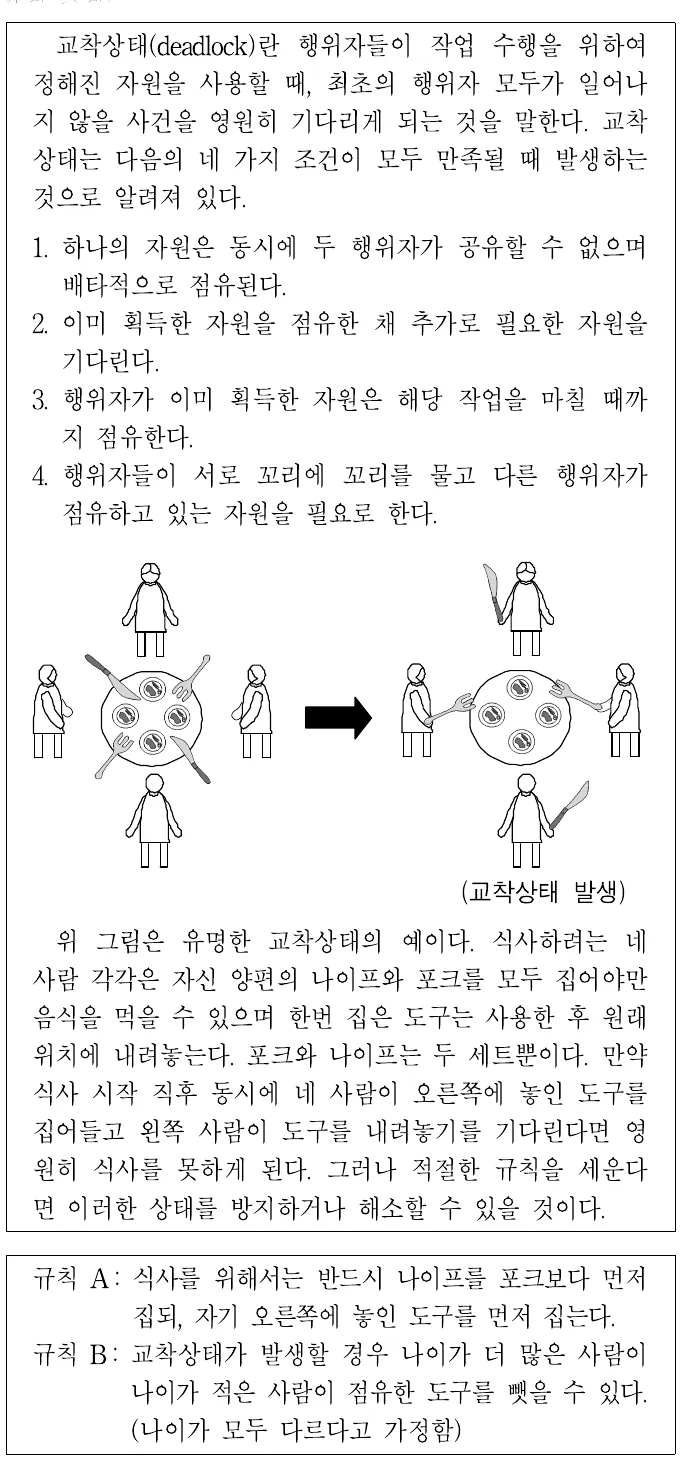 교착상태(deadlock)란 행위자들이 작업 수행을 위하여
정해진 자원을 사용할 때, 최초의 행위자 모두가 일어나
지 않을 사건을 영원히 기다리게 되는 것을 말한다. 교착
상태는 다음의 네 가지 조건이 모두 만족될 때 발생하는
것으로 알려져 있다.
1. 하나의 자원은 동시에 두 행위자가 공유할 수 없으며
배타적으로 점유된다.
2. 이미 획득한 자원을 점유한 채 추가로 필요한 자원을
기다린다.
3. 행위자가 이미 획득한 자원은 해당 작업을 마칠 때까
지 점유한다.
4. 행위자들이 서로 꼬리에 꼬리를 물고 다른 행위자가
점유하고 있는 자원을 필요로 한다.
(교착상태 발생)
위 그림은 유명한 교착상태의 예이다. 식사하려는 네
사람 각각은 자신 양편의 나이프와 포크를 모두 집어야만
음식을 먹을 수 있으며 한번 집은 도구는 사용한 후 원래
위치에 내려놓는다. 포크와 나이프는 두 세트뿐이다. 만약
식사 시작 직후 동시에 네 사람이 오른쪽에 놓인 도구를
집어들고 왼쪽 사람이 도구를 내려놓기를 기다린다면 영
원히 식사를 못하게 된다. 그러나 적절한 규칙을 세운다
면 이러한 상태를 방지하거나 해소할 수 있을 것이다.
규칙 A: 식사를 위해서는 반드시 나이프를 포크보다 먼저
집되, 자기 오른쪽에 놓인 도구를 먼저 집는다.
규칙 B: 교착상태가 발생할 경우 나이가 더 많은 사람이
나이가 적은 사람이 점유한 도구를 뺏을 수 있다.
(나이가 모두 다르다고 가정함)